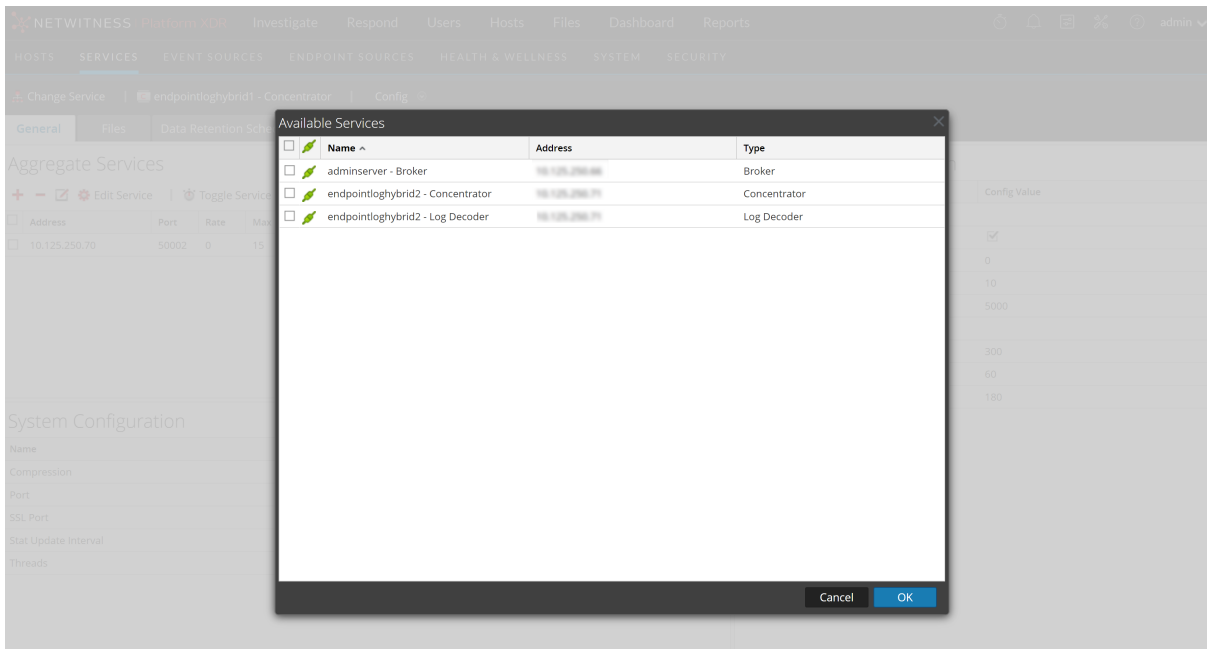 NETWITNESS Platform XDR Investigate Respond Users Hosts Files Dashboard Reports admin
HOSTS SERVICES EVENT SOURCES ENDPOINT SOURCES HEALTH & WELLNESS SYSTEM SECURITY
Change Service | endpointloghybrid1 - Concentrator | Config
General Files Data Retention Sche
Aggregate Services
Edit Service | Toggle Service
Address Port Rate Max
10.125.250.70 50002 0 15
System Configuration
Name
Compression
Port
SSL Port
Stat Update Interval
Threads
Available Services
Name Address Type
adminserver - Broker Broker
endpointloghybrid2 - Concentrator Concentrator
endpointloghybrid2 - Log Decoder Log Decoder
Cancel OK
Config Value
0
10
5000
300
60
180